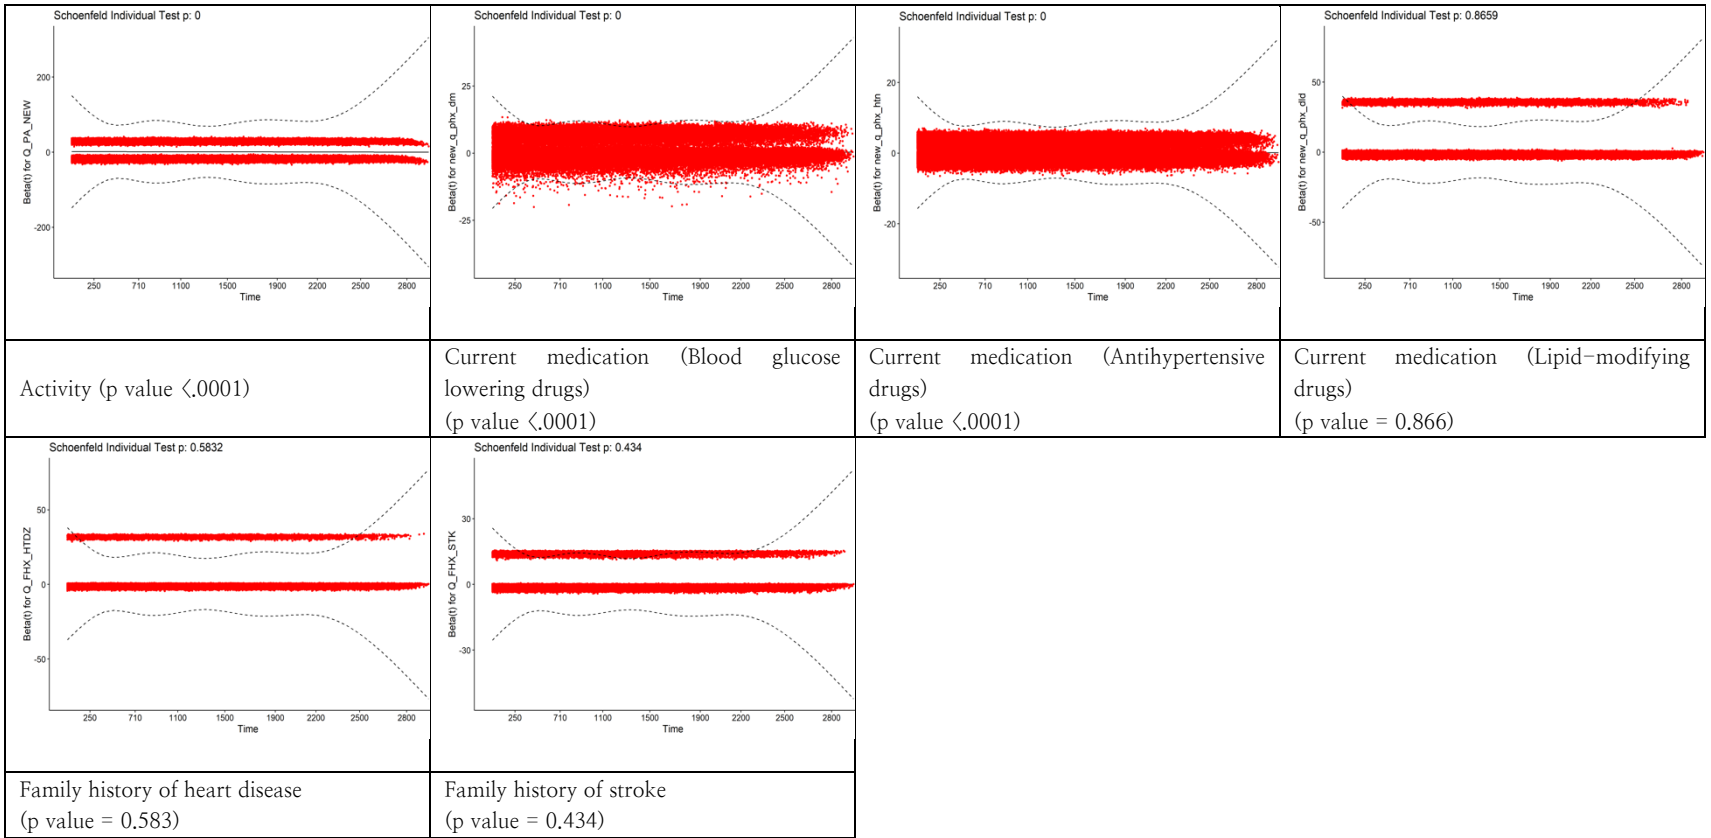 Schoenfeld Individual Test p: 0
Beta(t) for Q_PA_NEW
200
0
-200
250 710 1100 1500 1900 2200 2500 2800
Time
Schoenfeld Individual Test p: 0
Beta(t) for new_q_phx_dm
25
0
-25
250 710 1100 1500 1900 2200 2500 2800
Time
Schoenfeld Individual Test p: 0
Beta(t) for new_q_phx_htn
20
0
-20
250 710 1100 1500 1900 2200 2500 2800
Time
Schoenfeld Individual Test p: 0.8659
Beta(t) for new_q_phx_dld
50
0
-50
250 710 1100 1500 1900 2200 2500 2800
Time
Activity (p value <.0001)
Current medication (Blood glucose
lowering drugs)
(p value <.0001)
Current medication (Antihypertensive
drugs)
(p value <.0001)
Current medication (Lipid-modifying
drugs)
(p value = 0.866)
Schoenfeld Individual Test p: 0.5832
Beta(t) for Q_FHX_HTDZ
50
0
-50
250 710 1100 1500 1900 2200 2500 2800
Time
Schoenfeld Individual Test p: 0.434
Beta(t) for Q_FHX_STK
30
0
-30
250 710 1100 1500 1900 2200 2500 2800
Time
Family history of heart disease
(p value = 0.583)
Family history of stroke
(p value = 0.434)